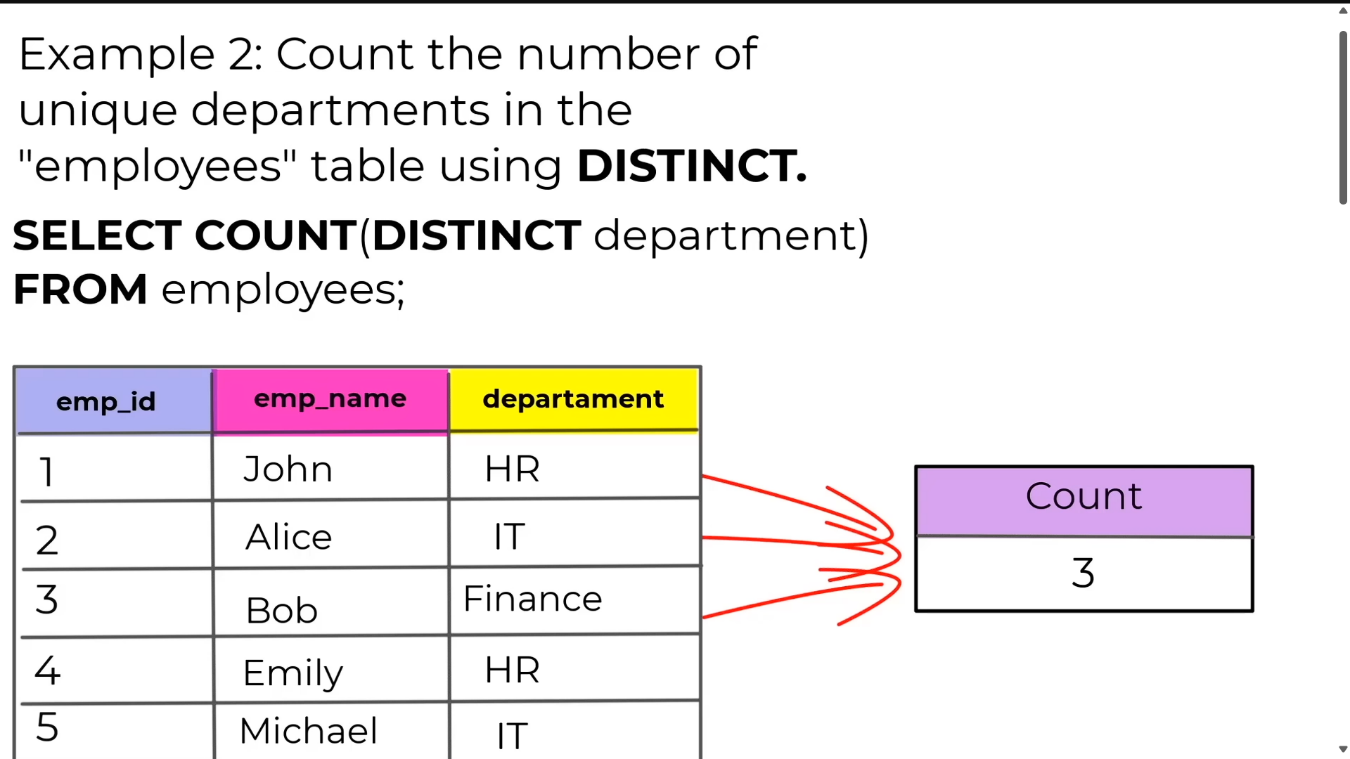 Example 2: Count the number of
unique departments in the
"employees" table using DISTINCT.
SELECT COUNT(DISTINCT department)
FROM employees;
emp_id emp_name departament
1 John HR
2 Alice IT
3 Bob Finance
4 Emily HR
5 Michael IT
Count
3